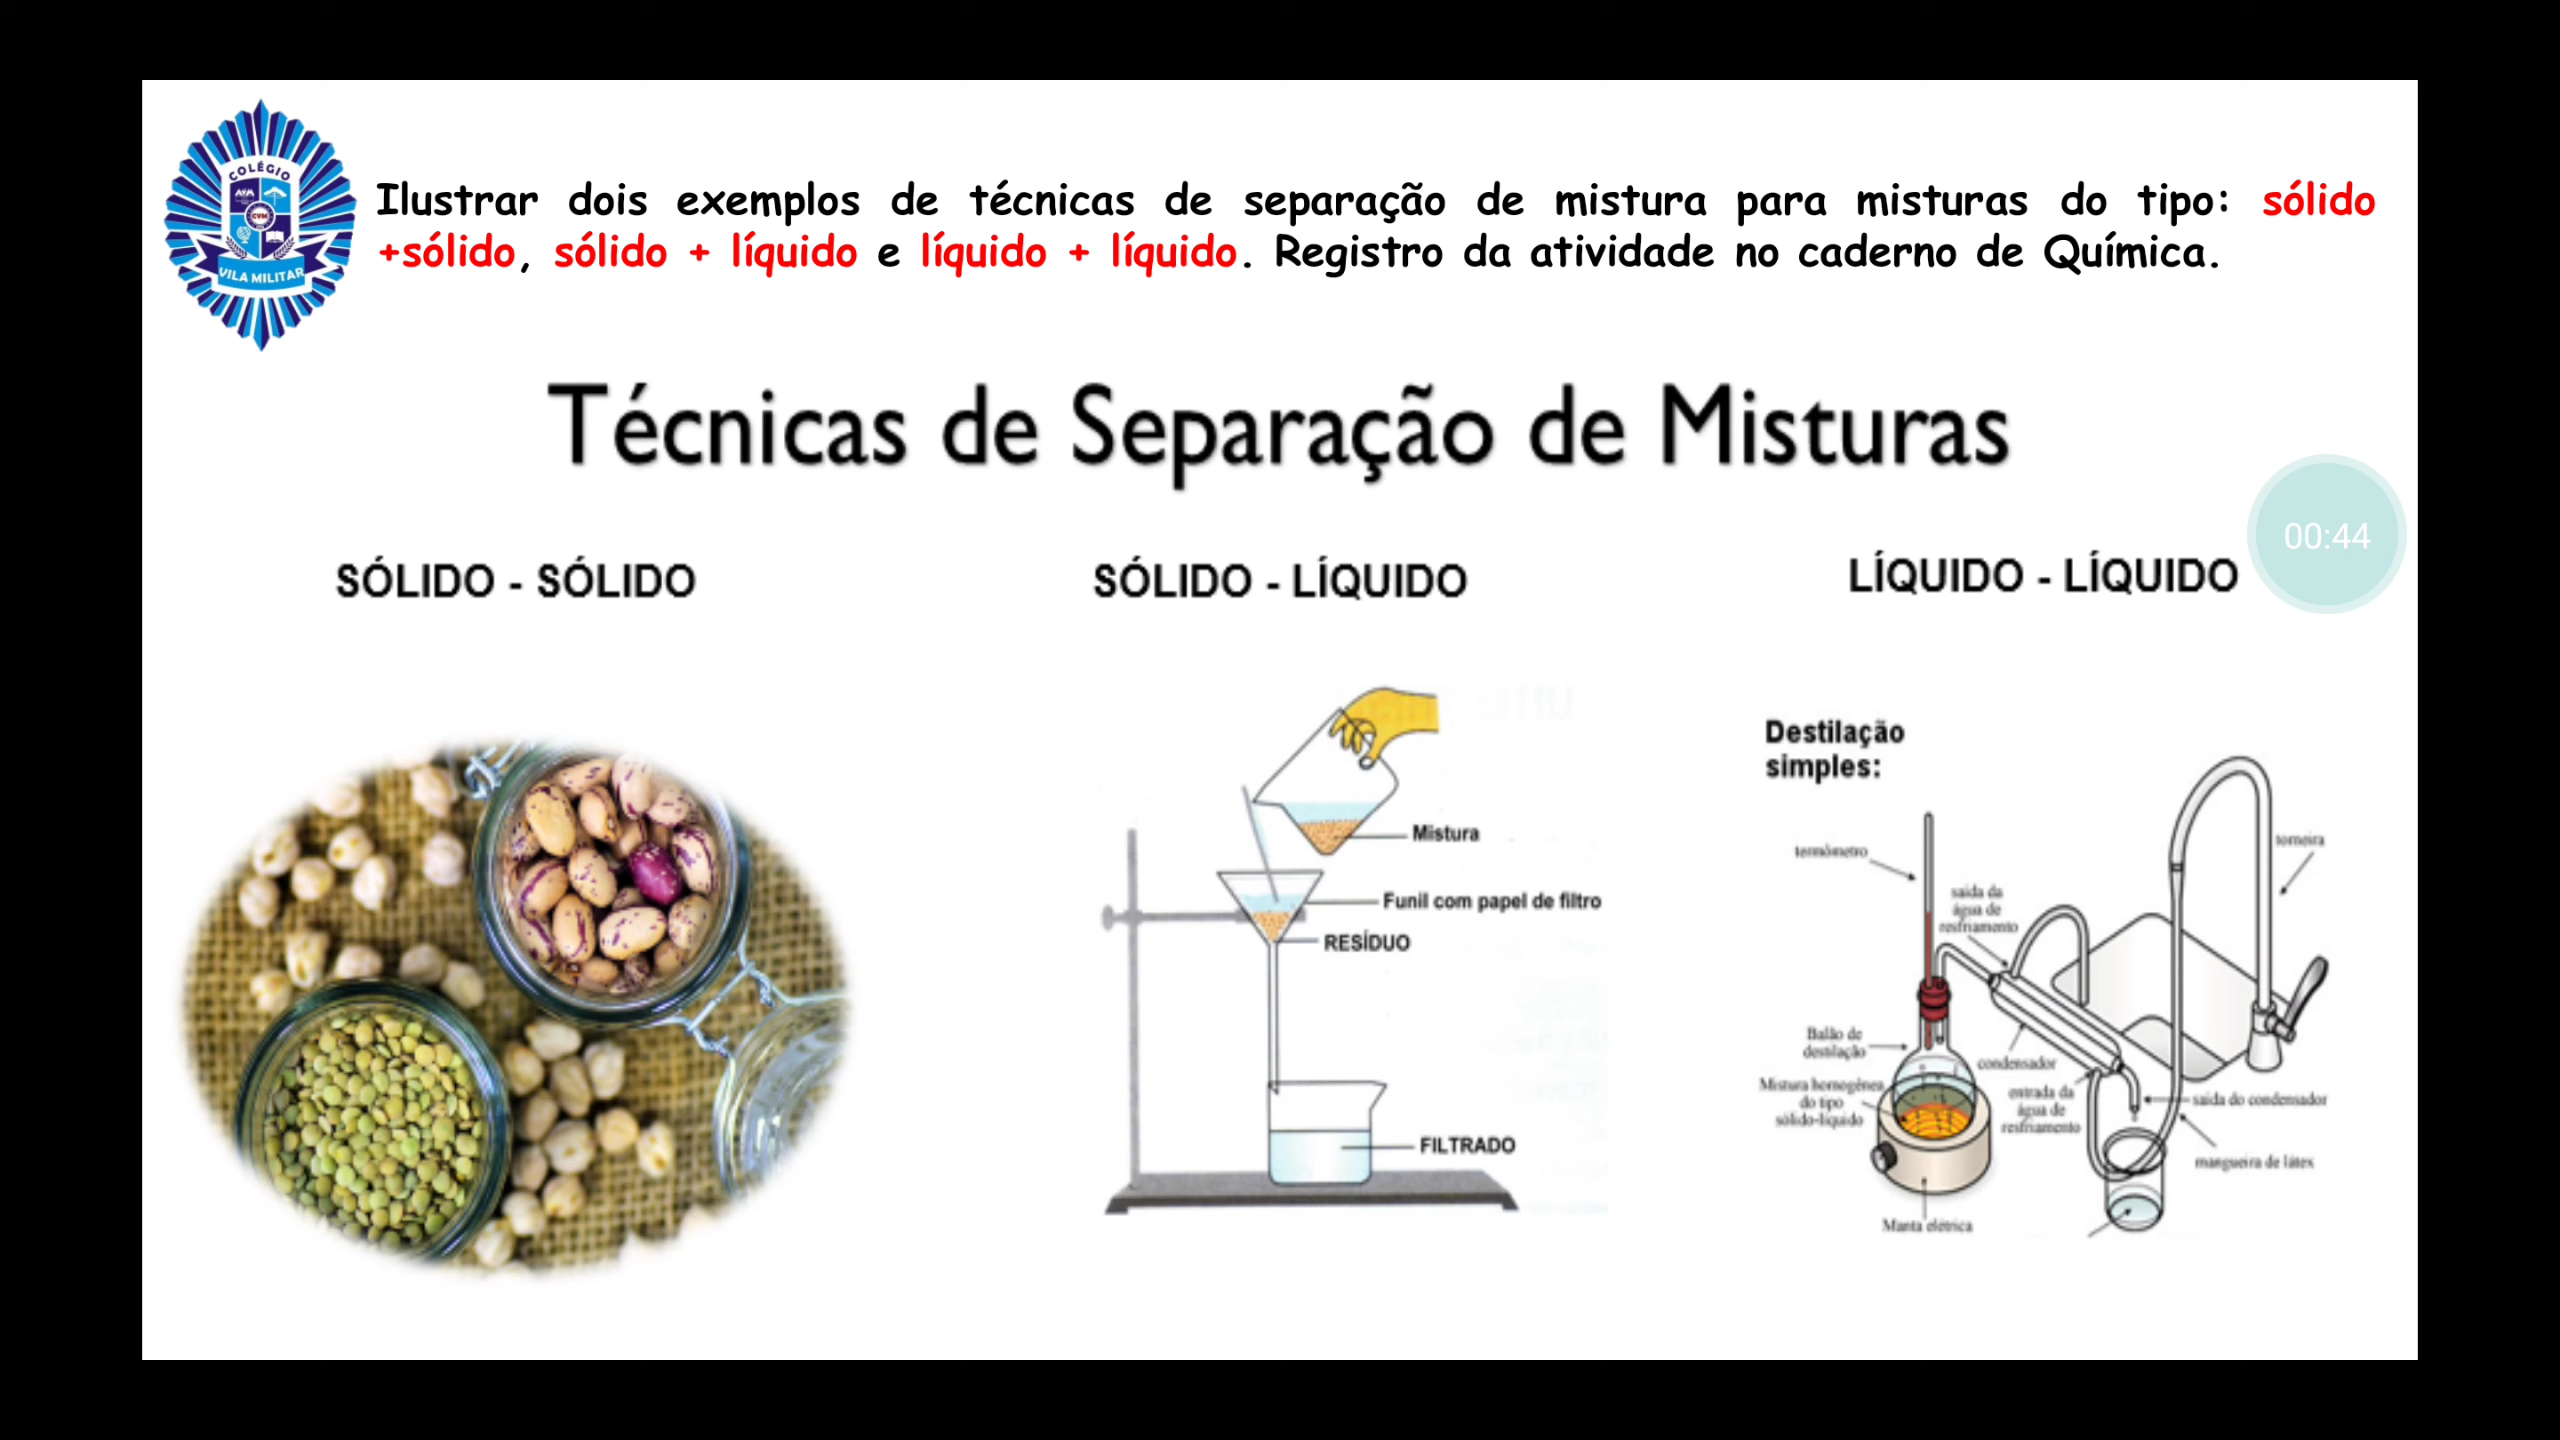 COLÉGIO
CVM
VILA MILITAR
Ilustrar dois exemplos de técnicas de separação de mistura para misturas do tipo: sólido
+sólido, sólido + líquido e líquido + líquido. Registro da atividade no caderno de Química.
Técnicas de Separação de Misturas
00:44
SÓLIDO - SÓLIDO
SÓLIDO - LÍQUIDO
LÍQUIDO - LÍQUIDO
Mistura
Funil com papel de filtro
RESÍDUO
FILTRADO
Destilação
simples:
termômetro
torneira
saída da
água de
resfriamento
Balão de
destilação
condensador
Mistura homogênea
do tipo
sólido-líquido
entrada da
água de
resfriamento
saída do condensador
mangueira de látex
Manta elétrica